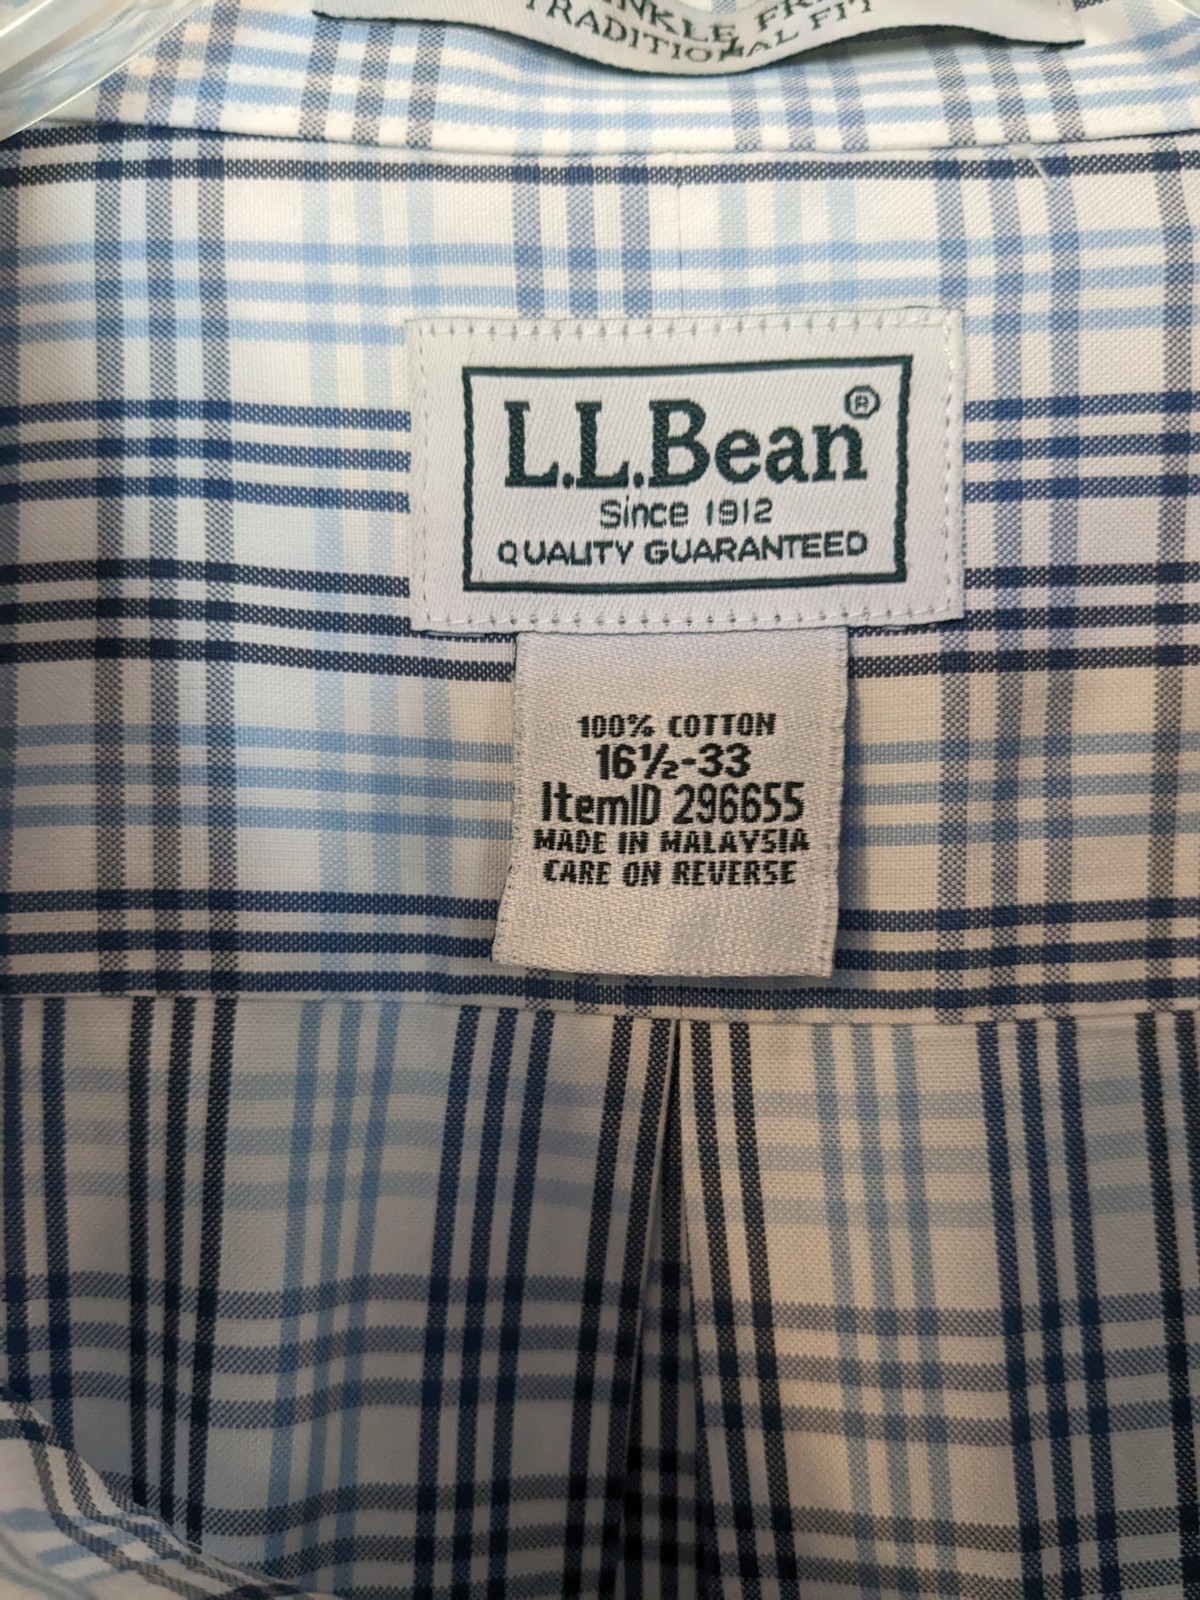 TRADITIONAL FIT
L.L.Bean®
Since 1912
QUALITY GUARANTEED
100% COTTON
16½-33
ItemID 296655
MADE IN MALAYSIA
CARE ON REVERSE